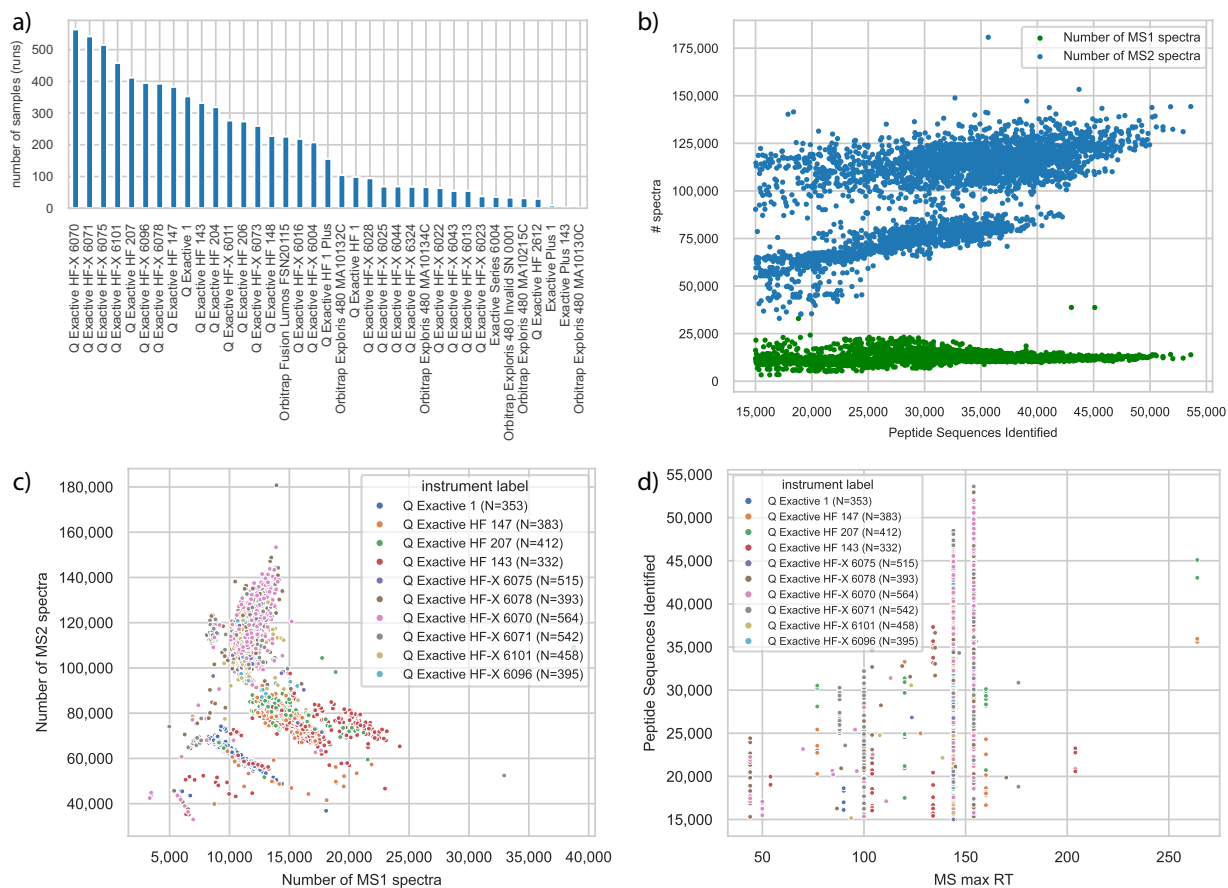 a)
number of samples (runs)
500
400
300
200
100
0
Q Exactive HF-X 6070
Q Exactive HF-X 6071
Q Exactive HF-X 6075
Q Exactive HF-X 6101
Q Exactive HF 207
Q Exactive HF-X 6096
Q Exactive HF-X 6078
Q Exactive HF 147
Q Exactive 1
Q Exactive HF 143
Q Exactive HF 204
Q Exactive HF-X 6011
Q Exactive HF 206
Q Exactive HF-X 6073
Q Exactive HF 148
Orbitrap Fusion Lumos FSN20115
Q Exactive HF-X 6016
Q Exactive HF-X 6004
Q Exactive HF 1 Plus
Orbitrap Exploris 480 MA10132C
Q Exactive HF 1
Q Exactive HF-X 6028
Q Exactive HF-X 6025
Q Exactive HF-X 6044
Q Exactive HF-X 6324
Orbitrap Exploris 480 MA10134C
Q Exactive HF-X 6022
Q Exactive HF-X 6043
Q Exactive HF-X 6013
Q Exactive HF-X 6023
Exactive Series 6004
Orbitrap Exploris 480 Invalid SN 0001
Orbitrap Exploris 480 MA10215C
Q Exactive HF 2612
Exactive Plus 1
Exactive Plus 143
Orbitrap Exploris 480 MA10130C
b)
# spectra
175,000
150,000
125,000
100,000
75,000
50,000
25,000
0
Number of MS1 spectra
Number of MS2 spectra
15,000 20,000 25,000 30,000 35,000 40,000 45,000 50,000 55,000
Peptide Sequences Identified
c)
Number of MS2 spectra
180,000
160,000
140,000
120,000
100,000
80,000
60,000
40,000
instrument label
Q Exactive 1 (N=353)
Q Exactive HF 147 (N=383)
Q Exactive HF 207 (N=412)
Q Exactive HF 143 (N=332)
Q Exactive HF-X 6075 (N=515)
Q Exactive HF-X 6078 (N=393)
Q Exactive HF-X 6070 (N=564)
Q Exactive HF-X 6071 (N=542)
Q Exactive HF-X 6101 (N=458)
Q Exactive HF-X 6096 (N=395)
5,000 10,000 15,000 20,000 25,000 30,000 35,000 40,000
Number of MS1 spectra
d)
Peptide Sequences Identified
55,000
50,000
45,000
40,000
35,000
30,000
25,000
20,000
15,000
instrument label
Q Exactive 1 (N=353)
Q Exactive HF 147 (N=383)
Q Exactive HF 207 (N=412)
Q Exactive HF 143 (N=332)
Q Exactive HF-X 6075 (N=515)
Q Exactive HF-X 6078 (N=393)
Q Exactive HF-X 6070 (N=564)
Q Exactive HF-X 6071 (N=542)
Q Exactive HF-X 6101 (N=458)
Q Exactive HF-X 6096 (N=395)
50 100 150 200 250
MS max RT